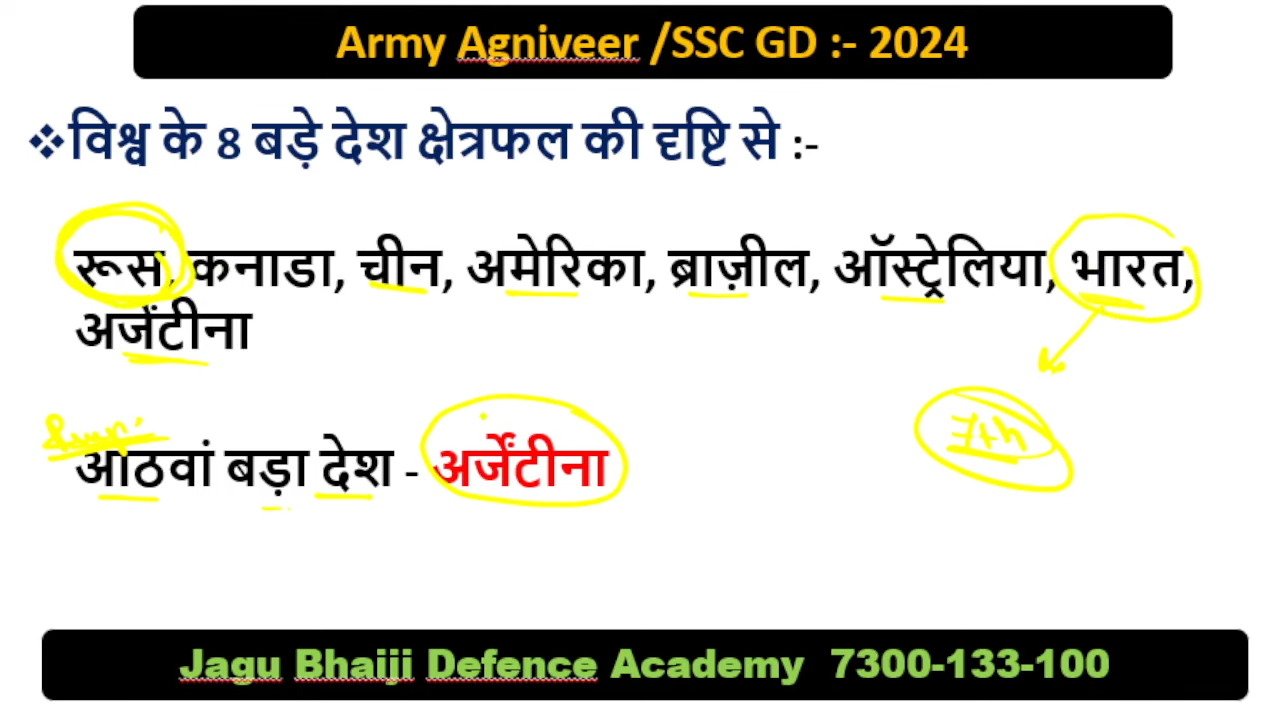 Army Agniveer /SSC GD :- 2024
❖विश्व के 8 बड़े देश क्षेत्रफल की दृष्टि से :-
रूस, कनाडा, चीन, अमेरिका, ब्राज़ील, ऑस्ट्रेलिया, भारत,
अर्जेंटीना
7th
Imp:
आठवां बड़ा देश - अर्जेंटीना
Jagu Bhaiji Defence Academy 7300-133-100